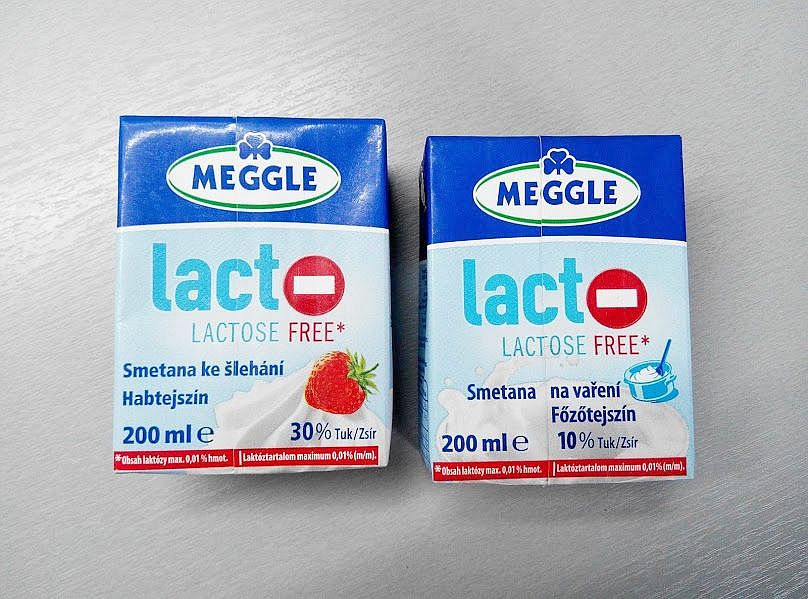 MEGGLE
lacto
LACTOSE FREE*
Smetana ke šlehání
Habtejszín
200 ml e 30% Tuk/Zsír
*Obsah laktózy max. 0,01 % hmot. Laktóztartalom maximum 0,01% (m/m).
MEGGLE
lacto
LACTOSE FREE*
Smetana na vaření
Főzőtejszín
200 ml e 10% Tuk/Zsír
*Obsah laktózy max. 0,01 % hmot. Laktóztartalom maximum 0,01% (m/m).